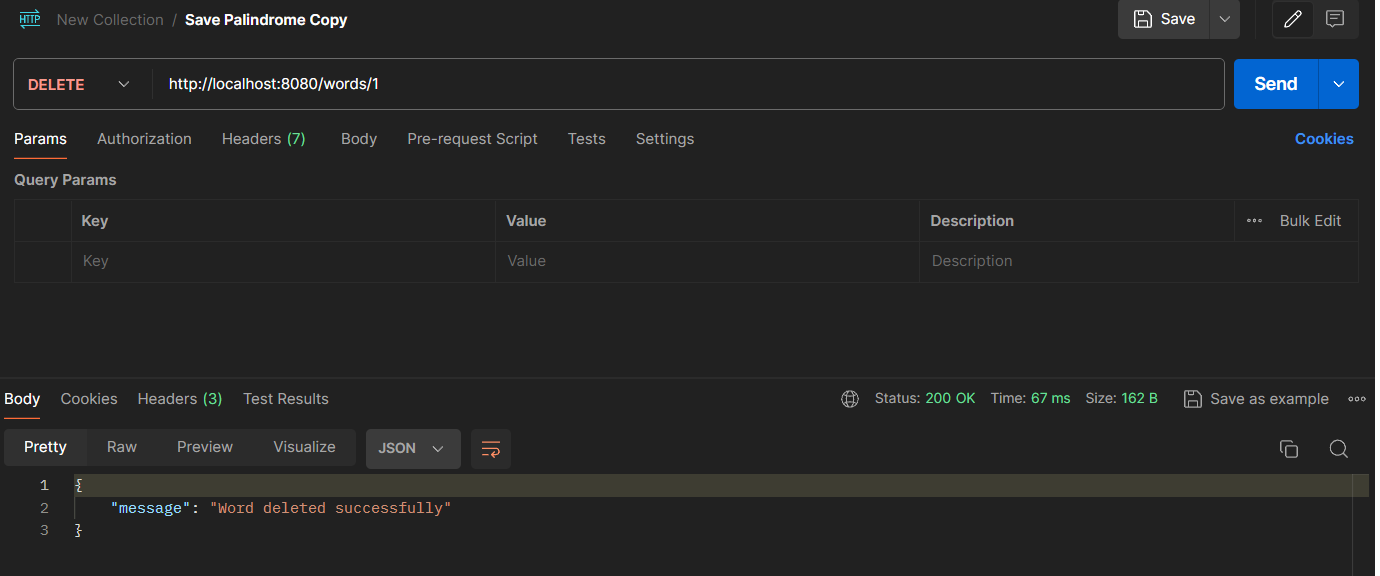 HTTP New Collection / Save Palindrome Copy Save
DELETE http://localhost:8080/words/1 Send
Params Authorization Headers (7) Body Pre-request Script Tests Settings Cookies
Query Params
Key Value Description Bulk Edit
Key Value Description
Body Cookies Headers (3) Test Results Status: 200 OK Time: 67 ms Size: 162 B Save as example
Pretty Raw Preview Visualize JSON
1 {
2 "message": "Word deleted successfully"
3 }